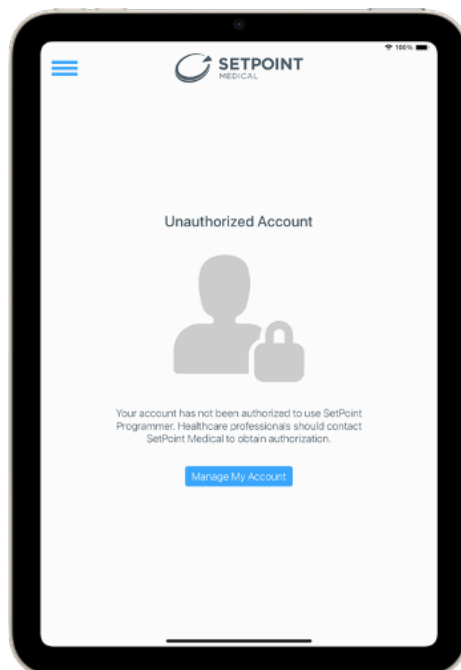 100%
SETPOINT
MEDICAL
Unauthorized Account
Your account has not been authorized to use SetPoint
Programmer. Healthcare professionals should contact
SetPoint Medical to obtain authorization.
Manage My Account